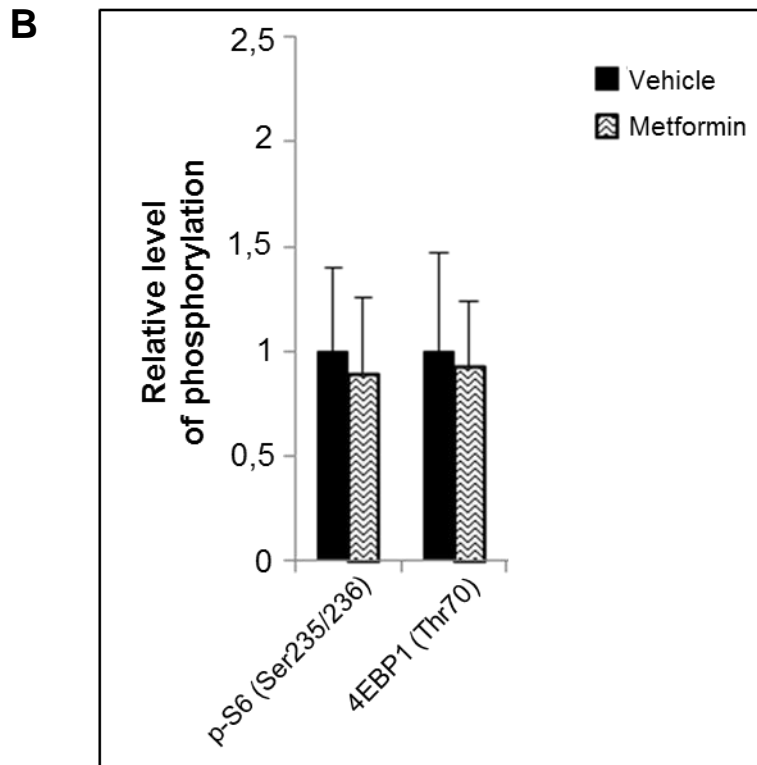 B
2,5
2
1,5
1
0,5
0
Relative level
of phosphorylation
Vehicle
Metformin
p-S6 (Ser235/236)
4EBP1 (Thr70)